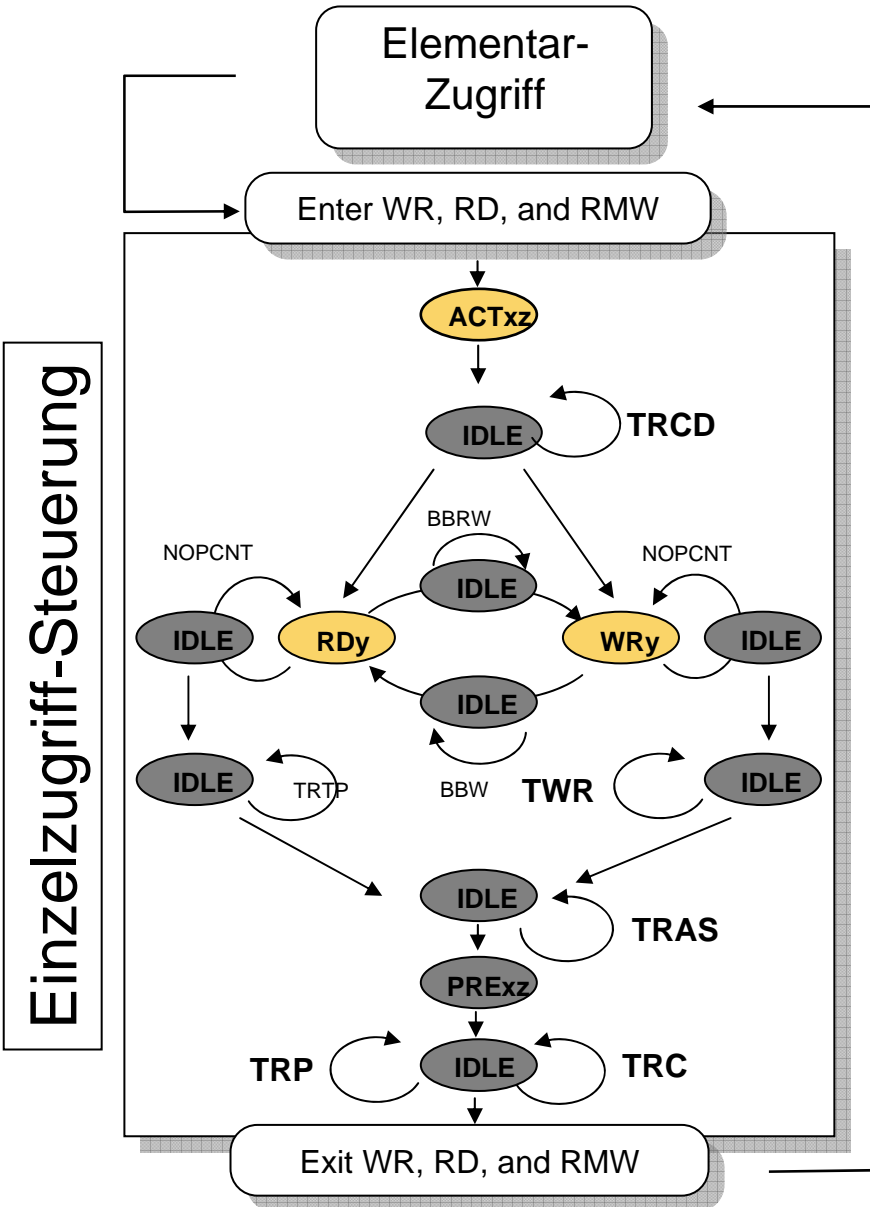 Elementar-
Zugriff
Enter WR, RD, and RMW
Einzelzugriff-Steuerung
ACTxz
IDLE
TRCD
BBRW
NOPCNT
NOPCNT
IDLE
IDLE
RDy
WRy
IDLE
IDLE
IDLE
TRTP
BBW
TWR
IDLE
IDLE
TRAS
PRExz
TRP
IDLE
TRC
Exit WR, RD, and RMW